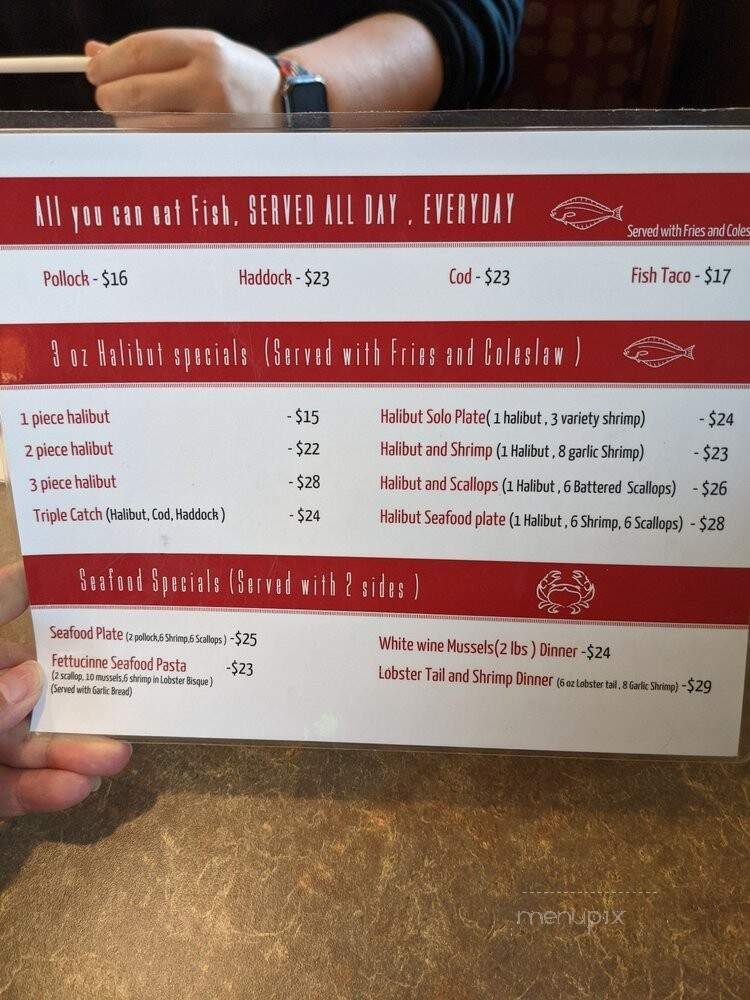 All you can eat Fish, SERVED ALL DAY , EVERYDAY
Served with Fries and Coles
Pollock - $16
Haddock - $23
Cod - $23
Fish Taco - $17
3 oz Halibut specials (Served with Fries and Coleslaw )
1 piece halibut - $15
2 piece halibut - $22
3 piece halibut - $28
Triple Catch (Halibut, Cod, Haddock ) - $24
Halibut Solo Plate( 1 halibut , 3 variety shrimp) - $24
Halibut and Shrimp (1 Halibut , 8 garlic Shrimp) - $23
Halibut and Scallops (1 Halibut , 6 Battered Scallops) - $26
Halibut Seafood plate (1 Halibut , 6 Shrimp, 6 Scallops) - $28
Seafood Specials (Served with 2 sides )
Seafood Plate (2 pollock,6 Shrimp,6 Scallops ) -$25
Fettucinne Seafood Pasta -$23
(2 scallop, 10 mussels,6 shrimp in Lobster Bisque )
(Served with Garlic Bread)
White wine Mussels(2 lbs ) Dinner -$24
Lobster Tail and Shrimp Dinner (6 oz Lobster tail , 8 Garlic Shrimp) -$29
menupix